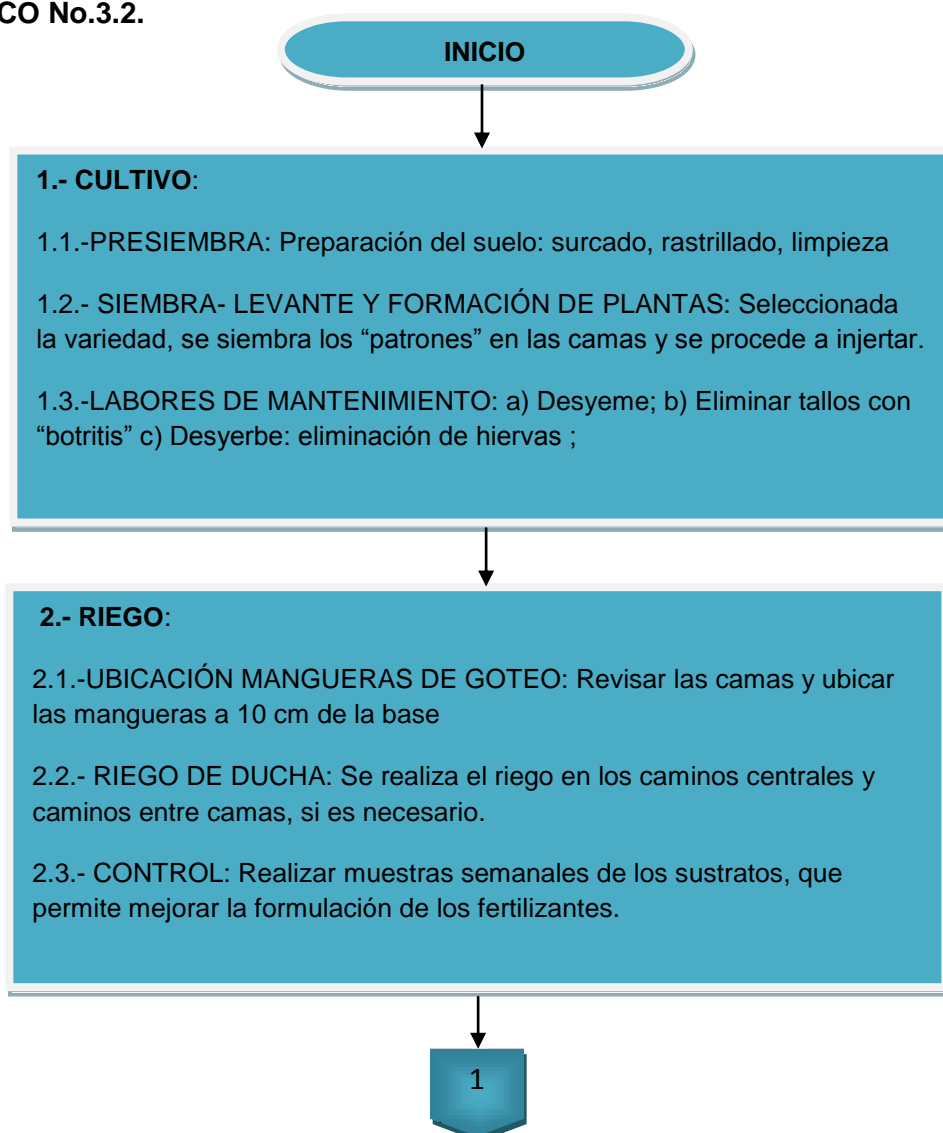 CO No.3.2.
INICIO
1.- CULTIVO:
1.1.-PRESIEMBRA: Preparación del suelo: surcado, rastrillado, limpieza
1.2.- SIEMBRA- LEVANTE Y FORMACIÓN DE PLANTAS: Seleccionada
la variedad, se siembra los “patrones” en las camas y se procede a injertar.
1.3.-LABORES DE MANTENIMIENTO: a) Desyeme; b) Eliminar tallos con
“botritis” c) Desyerbe: eliminación de hiervas ;
2.- RIEGO:
2.1.-UBICACIÓN MANGUERAS DE GOTEO: Revisar las camas y ubicar
las mangueras a 10 cm de la base
2.2.- RIEGO DE DUCHA: Se realiza el riego en los caminos centrales y
caminos entre camas, si es necesario.
2.3.- CONTROL: Realizar muestras semanales de los sustratos, que
permite mejorar la formulación de los fertilizantes.
1